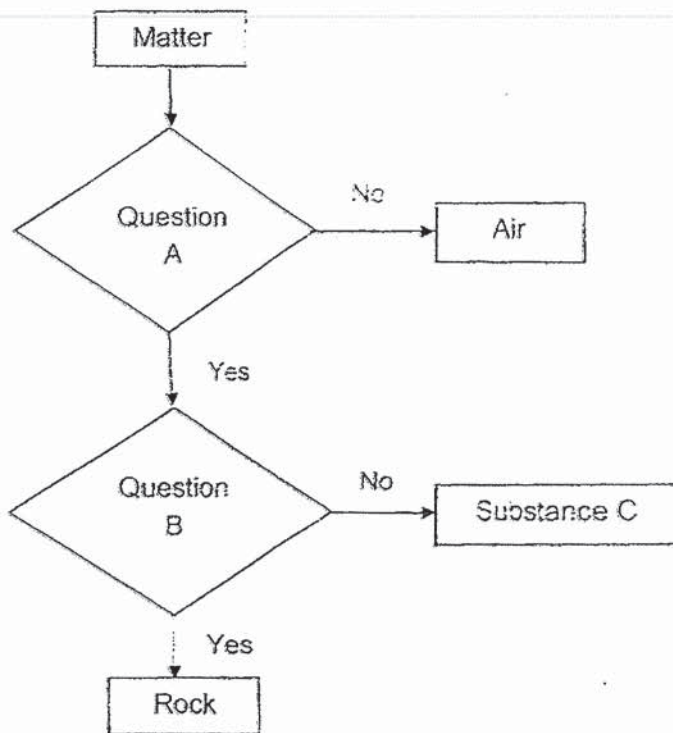 Matter
Question
A
No
Air
Yes
Question
B
No
Substance C
Yes
Rock